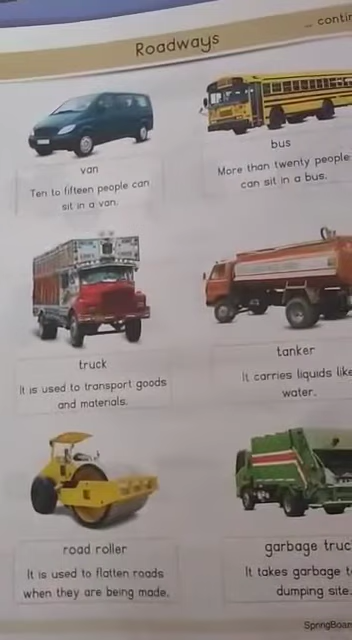 ... contin
Roadways
van
Ten to fifteen people can
sit in a van.
bus
More than twenty people
can sit in a bus.
truck
It is used to transport goods
and materials.
tanker
It carries liquids like
water.
road roller
It is used to flatten roads
when they are being made.
garbage truc
It takes garbage t
dumping site.
SpringBoar